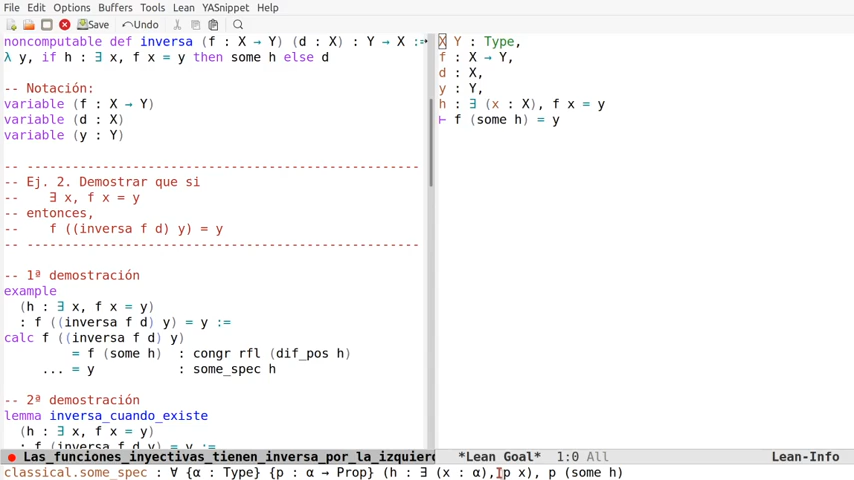 File Edit Options Buffers Tools Lean YASnippet Help
Save Undo
noncomputable def inversa (f : X → Y) (d : X) : Y → X :=
λ y, if h : ∃ x, f x = y then some h else d
-- Notación:
variable (f : X → Y)
variable (d : X)
variable (y : Y)
-- --------------------------------------------------
-- Ej. 2. Demostrar que si
-- ∃ x, f x = y
-- entonces,
-- f ((inversa f d) y) = y
-- --------------------------------------------------
-- 1ª demostración
example
(h : ∃ x, f x = y)
: f ((inversa f d) y) = y :=
calc f ((inversa f d) y)
= f (some h) : congr rfl (dif_pos h)
... = y : some_spec h
-- 2ª demostración
lemma inversa_cuando_existe
(h : ∃ x, f x = y)
: f (inversa f d y) = y :=
X Y : Type,
f : X → Y,
d : X,
y : Y,
h : ∃ (x : X), f x = y
⊢ f (some h) = y
Las_funciones_inyectivas_tienen_inversa_por_la_izquierd
*Lean Goal* 1:0 All Lean-Info
classical.some_spec : ∀ {α : Type} {p : α → Prop} (h : ∃ (x : α), p x), p (some h)